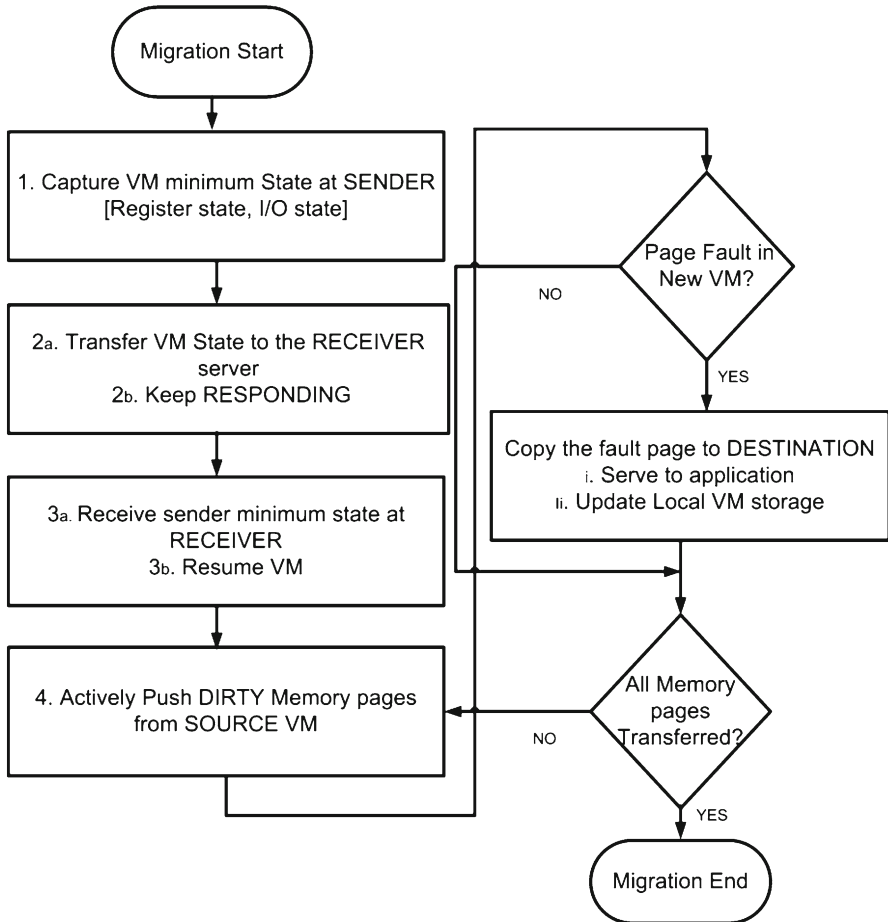 Migration Start
1. Capture VM minimum State at SENDER
[Register state, I/O state]
2a. Transfer VM State to the RECEIVER
server
2b. Keep RESPONDING
3a. Receive sender minimum state at
RECEIVER
3b. Resume VM
4. Actively Push DIRTY Memory pages
from SOURCE VM
Page Fault in
New VM?
NO
YES
Copy the fault page to DESTINATION
i. Serve to application
ii. Update Local VM storage
All Memory
pages
Transferred?
NO
YES
Migration End